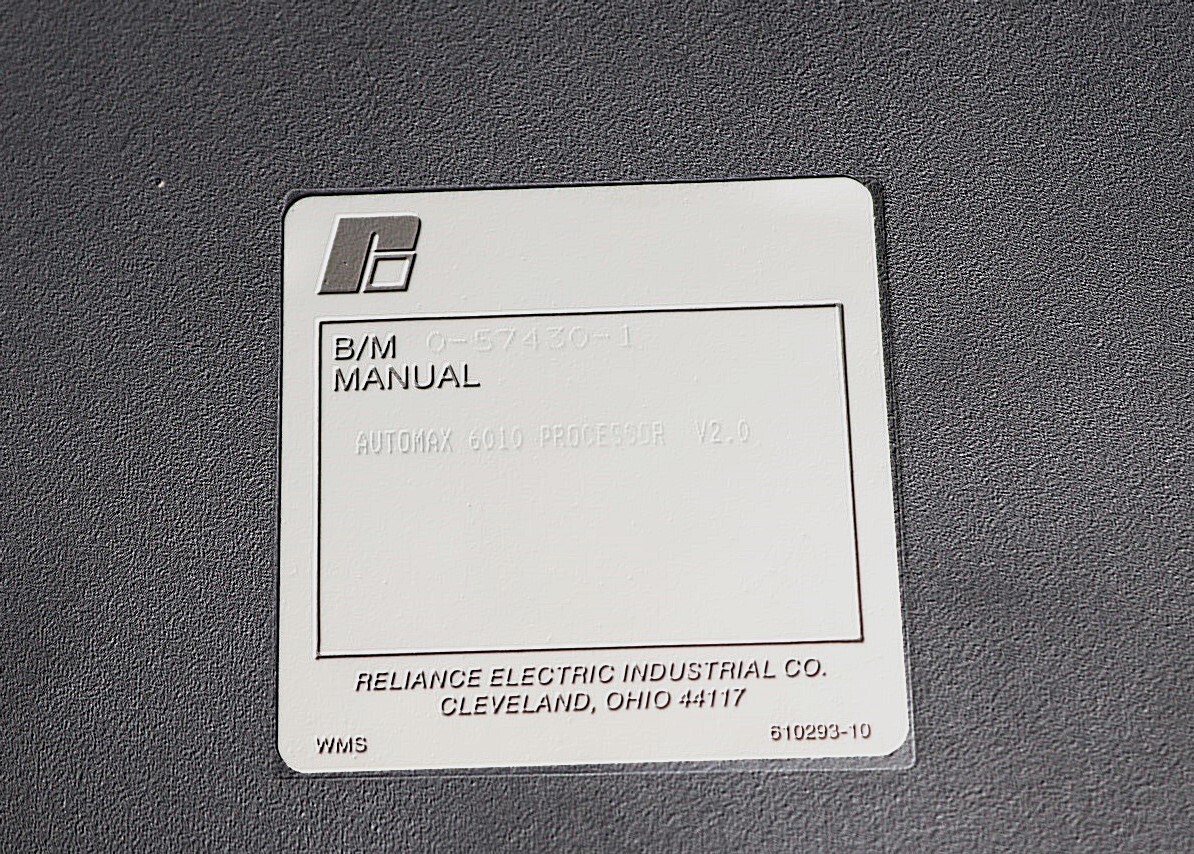 B/M 0-57430-1
MANUAL
AUTOMAX 6010 PROCESSOR V2.0
RELIANCE ELECTRIC INDUSTRIAL CO.
CLEVELAND, OHIO 44117
WMS 610293-10